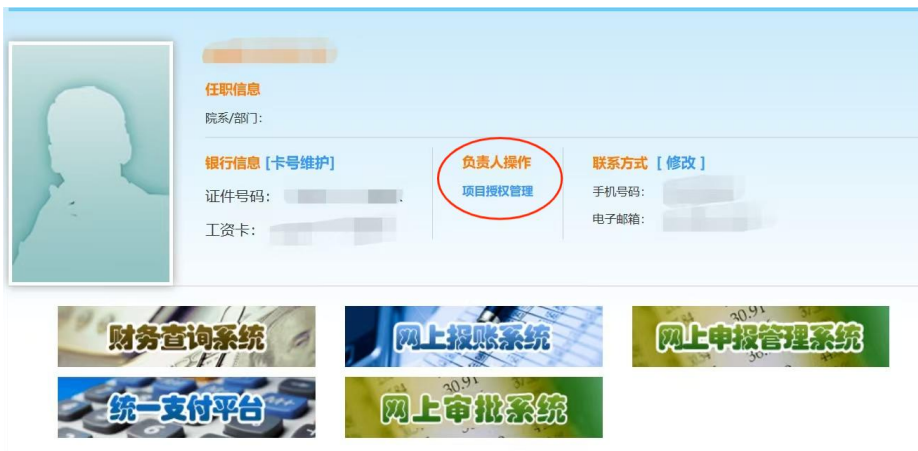 任职信息
院系/部门:
银行信息 [卡号维护]
负责人操作
联系方式 [ 修改 ]
证件号码:
项目授权管理
手机号码:
工资卡:
电子邮箱:
财务查询系统
网上报账系统
网上申报管理系统
统一支付平台
网上审批系统